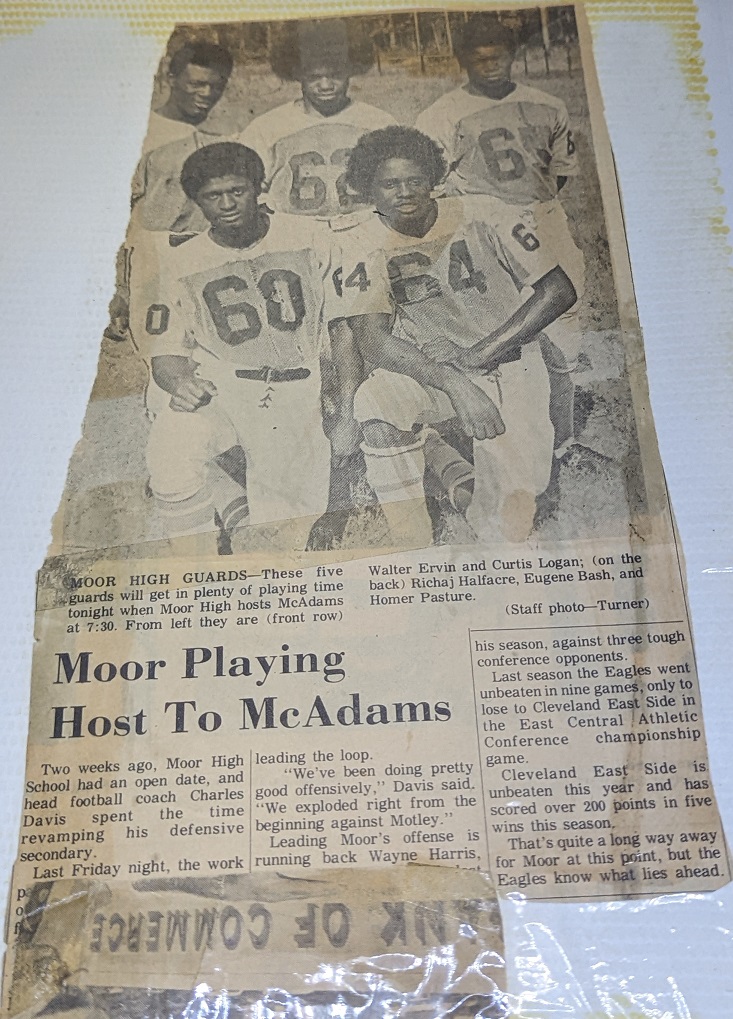 62
65
60
64
6
0
64
MOOR HIGH GUARDS—These five
guards will get in plenty of playing time
tonight when Moor High hosts McAdams
at 7:30. From left they are (front row)
Walter Ervin and Curtis Logan; (on the
back) Richaj Halfacre, Eugene Bash, and
Homer Pasture.
(Staff photo—Turner)
Moor Playing
Host To McAdams
Two weeks ago, Moor High
School had an open date, and
head football coach Charles
Davis spent the time
revamping his defensive
secondary.
Last Friday night, the work
leading the loop.
“We’ve been doing pretty
good offensively,” Davis said.
“We exploded right from the
beginning against Motley.”
Leading Moor’s offense is
running back Wayne Harris,
his season, against three tough
conference opponents.
Last season the Eagles went
unbeaten in nine games, only to
lose to Cleveland East Side in
the East Central Athletic
Conference championship
game.
Cleveland East Side is
unbeaten this year and has
scored over 200 points in five
wins this season.
That’s quite a long way away
for Moor at this point, but the
Eagles know what lies ahead.
NK OF COMMERCE